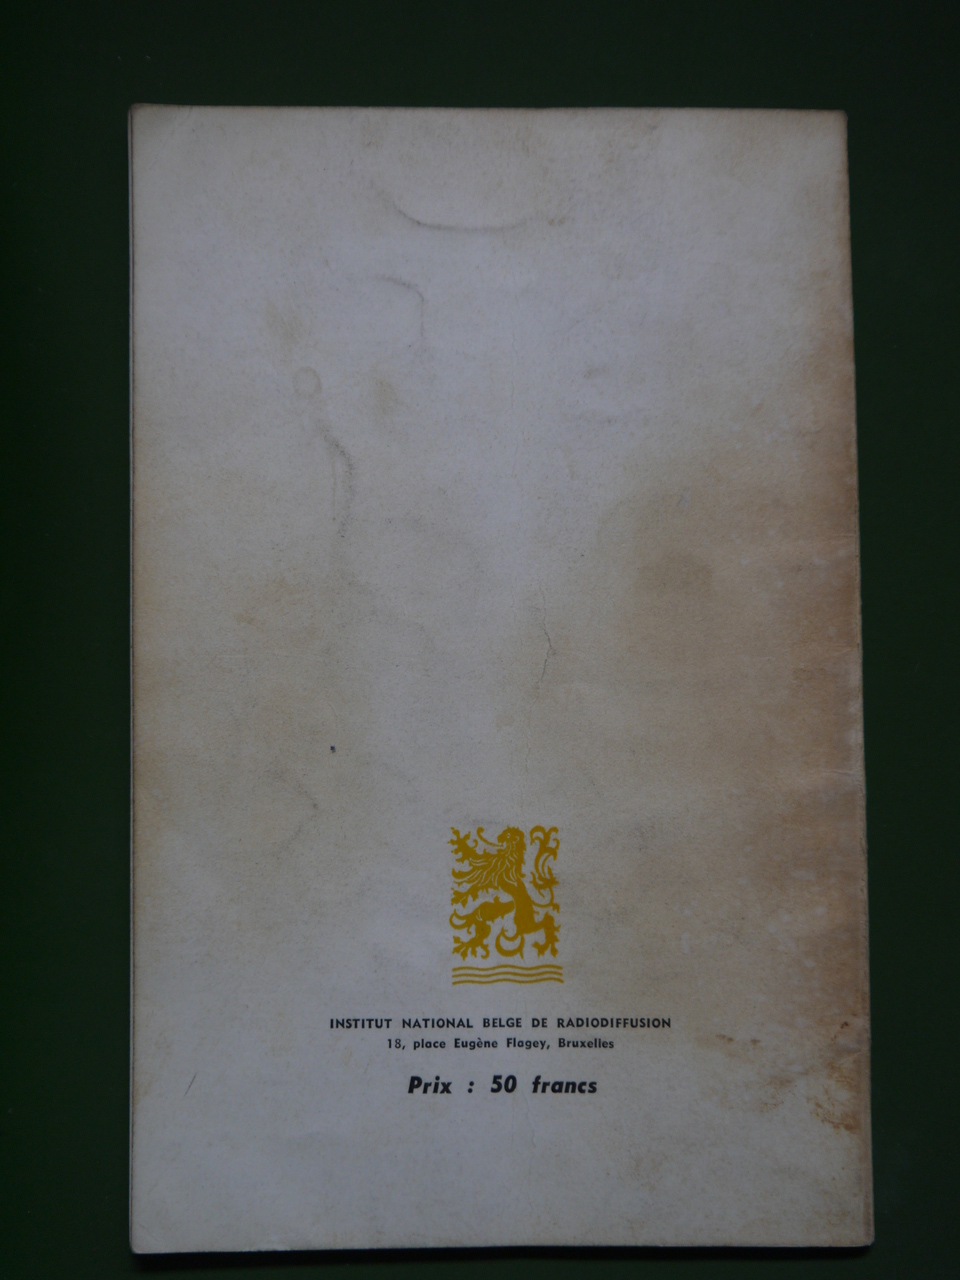 INSTITUT NATIONAL BELGE DE RADIODIFFUSION
18, place Eugène Flagey, Bruxelles
Prix : 50 francs